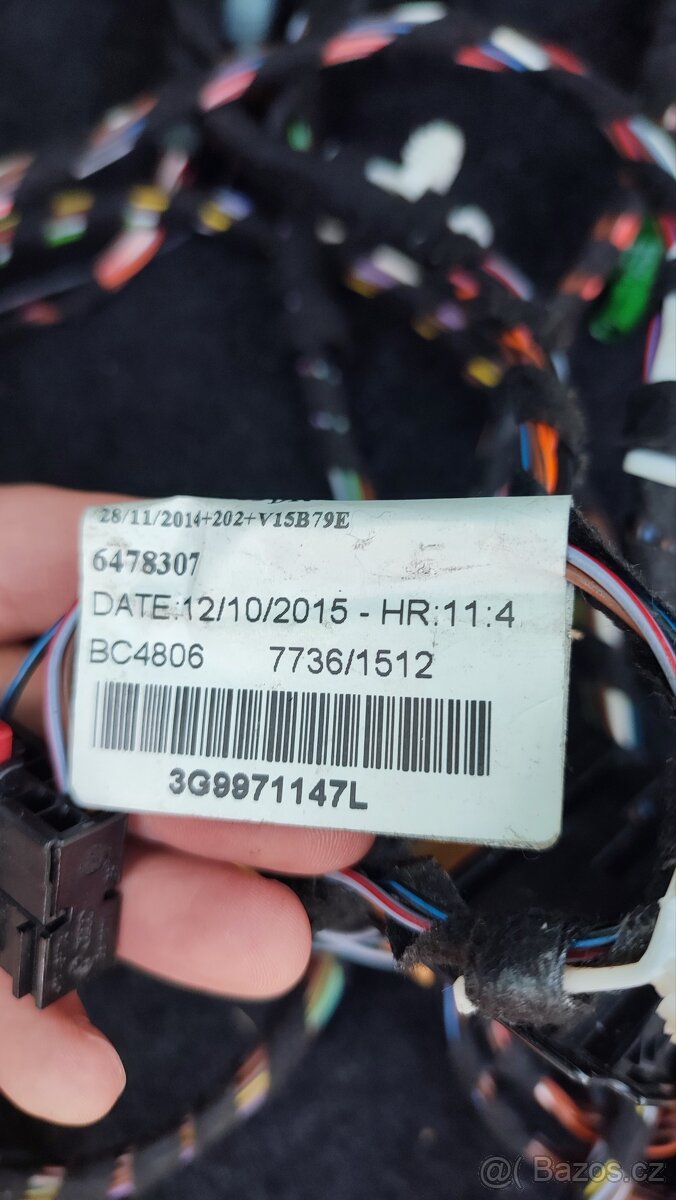 28/11/2014+202+V15B79E
6478307
DATE:12/10/2015 - HR:11:4
BC4806 7736/1512
3G9971147L
@( Bazos.cz